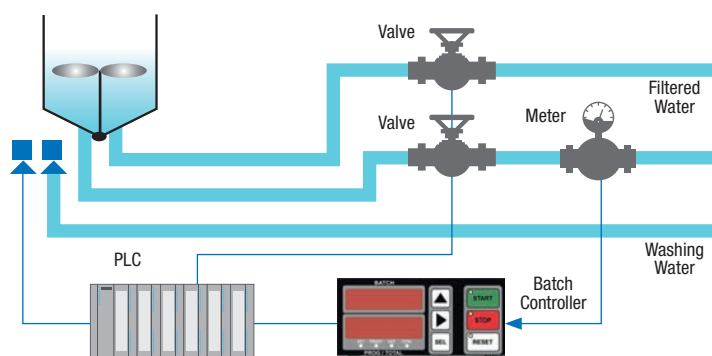 Valve
Filtered
Water
Valve
Meter
Washing
Water
PLC
Batch
Controller
BATCH
START
STOP
SEL
RESET
PROG / TOTAL